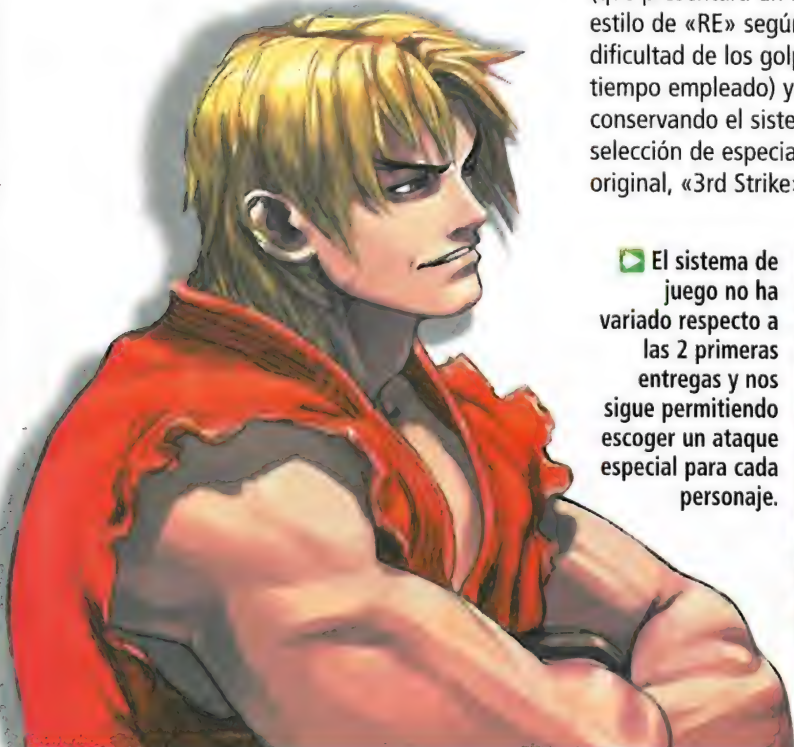 estilo de «RE» según
dificultad de los gol
tiempo empleado) y
conservando el siste
selección de especia
original, «3rd Strike»
El sistema de
juego no ha
variado respecto a
las 2 primeras
entregas y nos
sigue permitiendo
escoger un ataque
especial para cada
personaje.